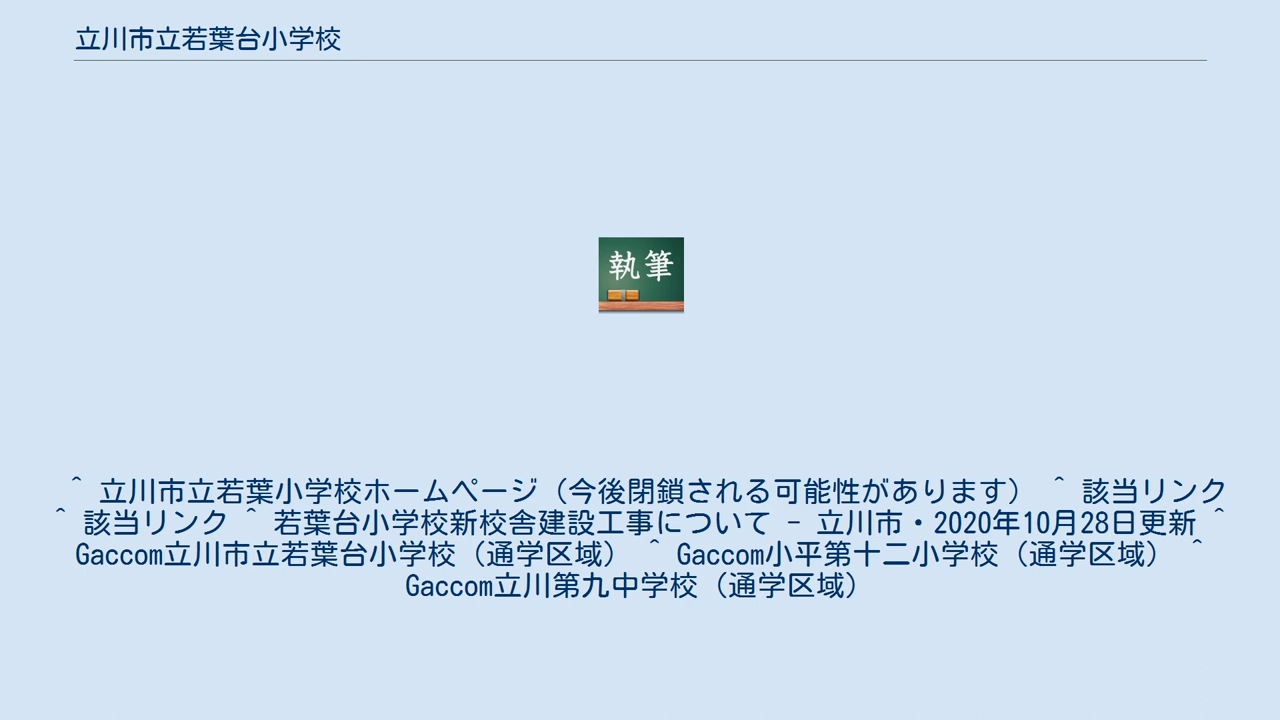 立川市立若葉台小学校
執筆
^ 立川市立若葉小学校ホームページ（今後閉鎖される可能性があります） ^ 該当リンク
^ 該当リンク ^ 若葉台小学校新校舎建設工事について - 立川市・2020年10月28日更新 ^
Gaccom立川市立若葉台小学校（通学区域） ^ Gaccom小平第十二小学校（通学区域） ^
Gaccom立川第九中学校（通学区域）